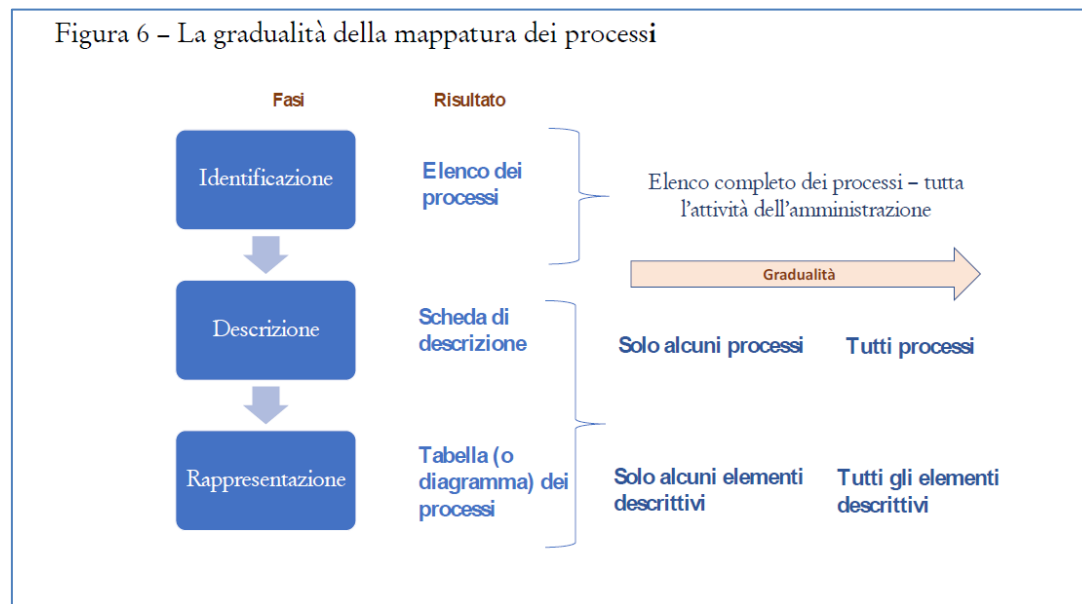 Figura 6 – La gradualità della mappatura dei processi
Fasi
Risultato
Identificazione
Elenco dei
processi
Elenco completo dei processi – tutta
l'attività dell'amministrazione
Gradualità
Descrizione
Scheda di
descrizione
Solo alcuni processi
Tutti processi
Rappresentazione
Tabella (o
diagramma) dei
processi
Solo alcuni elementi
descrittivi
Tutti gli elementi
descrittivi